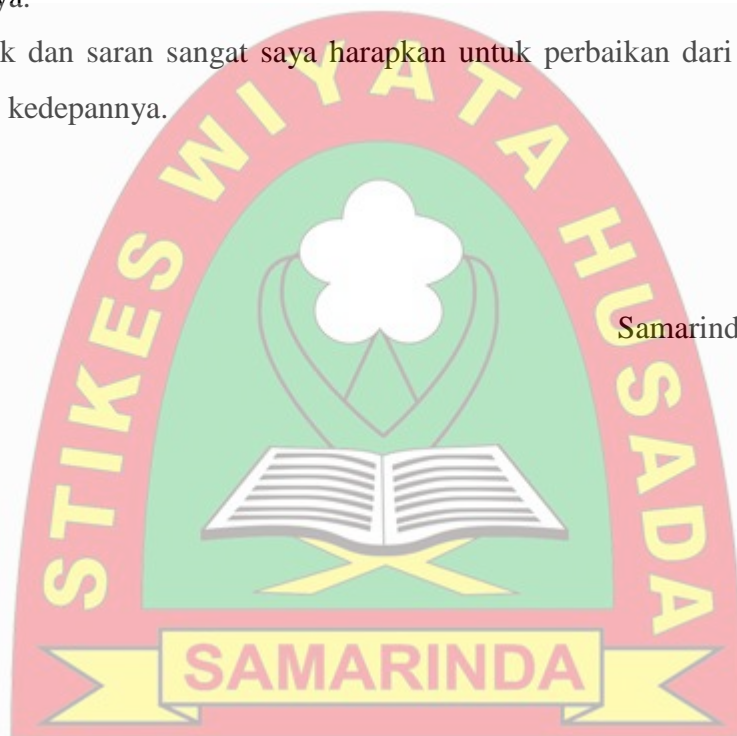 ya.
k dan saran sangat saya harapkan untuk perbaikan dari
kedepannya.
STIKES WIYATA HUSADA
Samarind
SAMARINDA